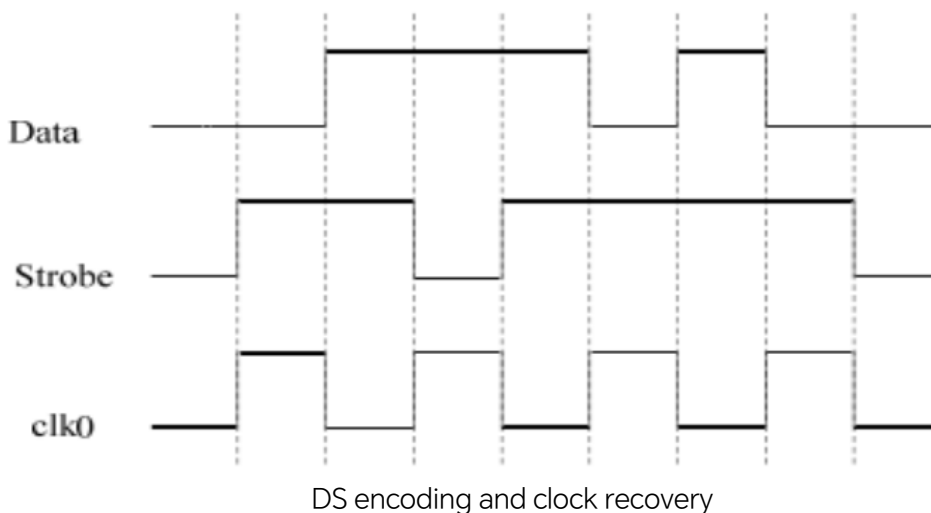 Data
Strobe
clk0
DS encoding and clock recovery